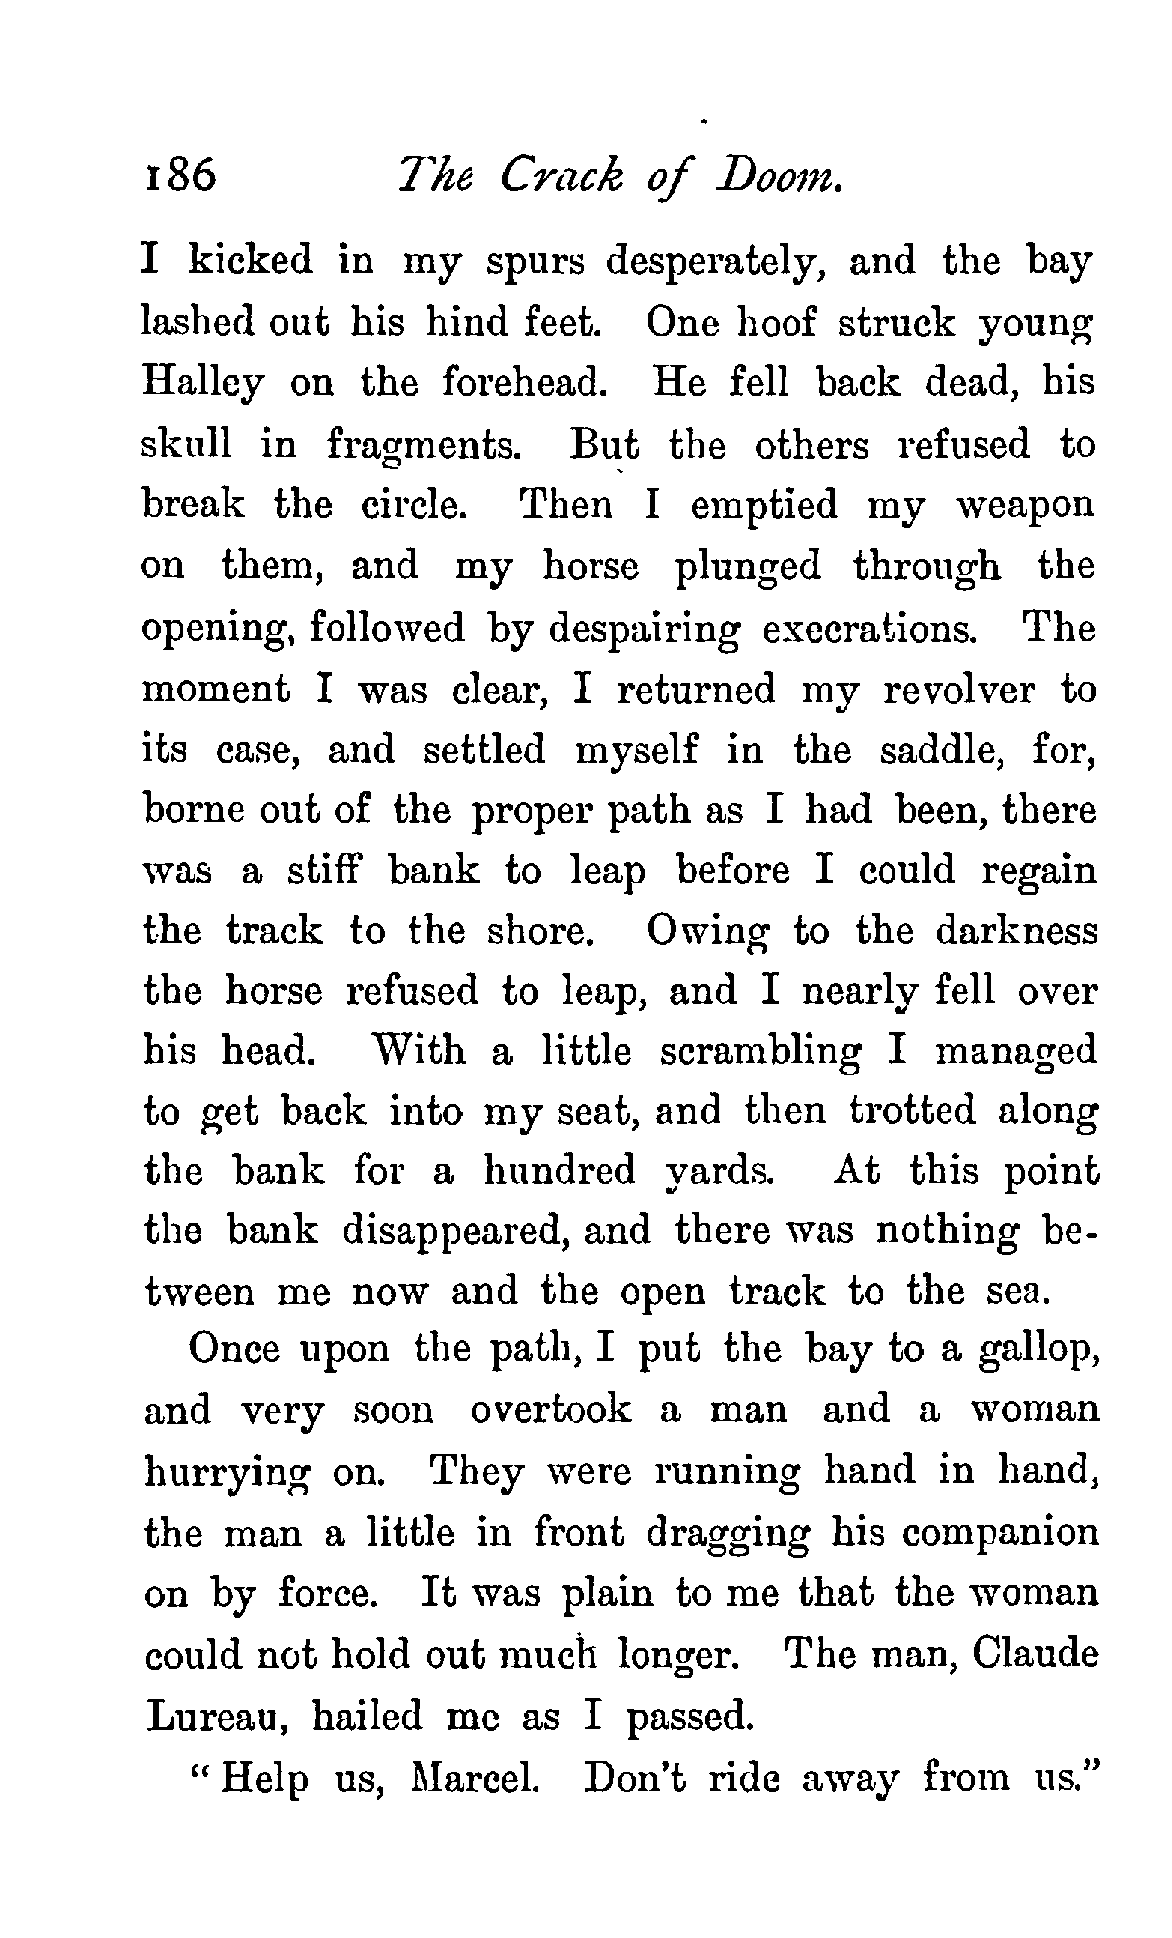 186 The Crack of Doom.
I kicked in my spurs desperately, and the bay
lashed out his hind feet. One hoof struck young
Halley on the forehead. He fell back dead, his
skull in fragments. But the others refused to
break the circle. Then I emptied my weapon
on them, and my horse plunged through the
opening, followed by despairing execrations. The
moment I was clear, I returned my revolver to
its case, and settled myself in the saddle, for,
borne out of the proper path as I had been, there
was a stiff bank to leap before I could regain
the track to the shore. Owing to the darkness
the horse refused to leap, and I nearly fell over
his head. With a little scrambling I managed
to get back into my seat, and then trotted along
the bank for a hundred yards. At this point
the bank disappeared, and there was nothing be-
tween me now and the open track to the sea.
Once upon the path, I put the bay to a gallop,
and very soon overtook a man and a woman
hurrying on. They were running hand in hand,
the man a little in front dragging his companion
on by force. It was plain to me that the woman
could not hold out much longer. The man, Claude
Lureau, hailed me as I passed.
"Help us, Marcel. Don't ride away from us."